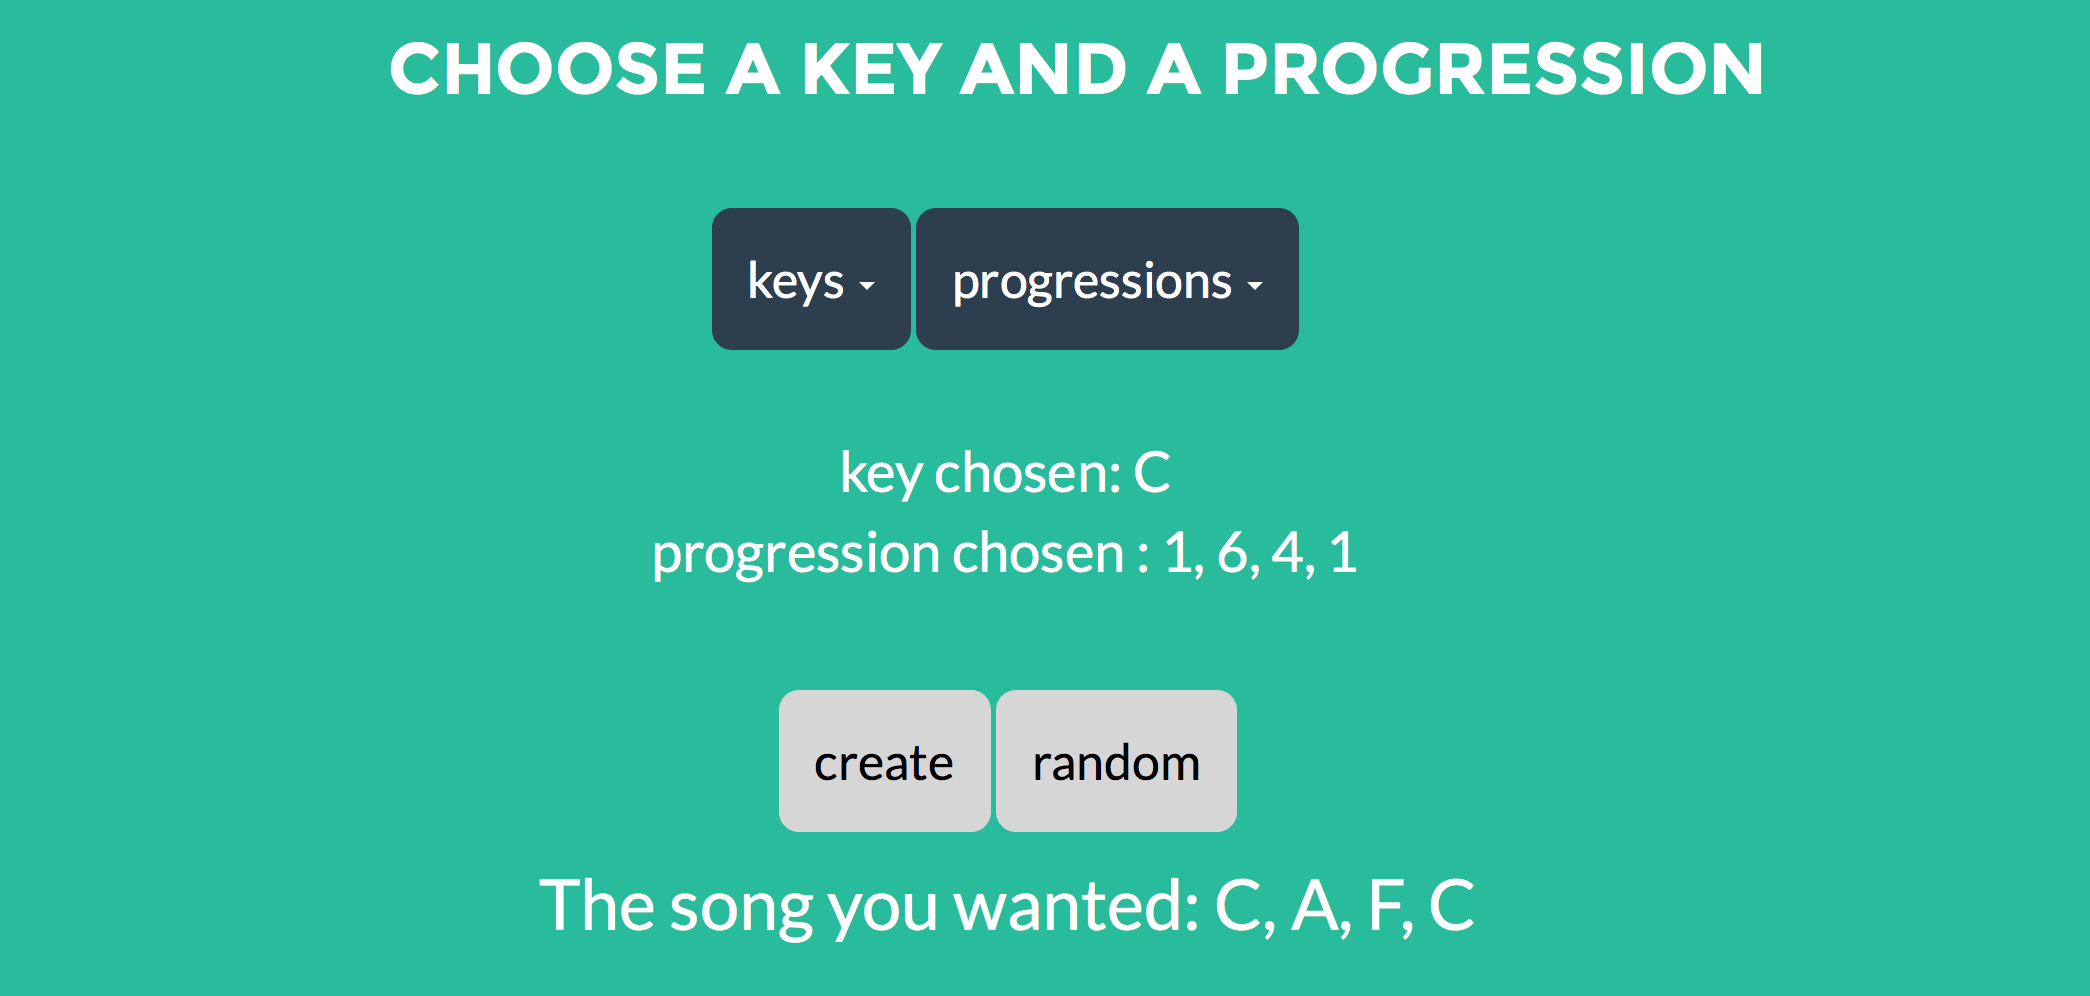 CHOOSE A KEY AND A PROGRESSION
keys progressions
key chosen: C
progression chosen : 1, 6, 4, 1
create random
The song you wanted: C, A, F, C